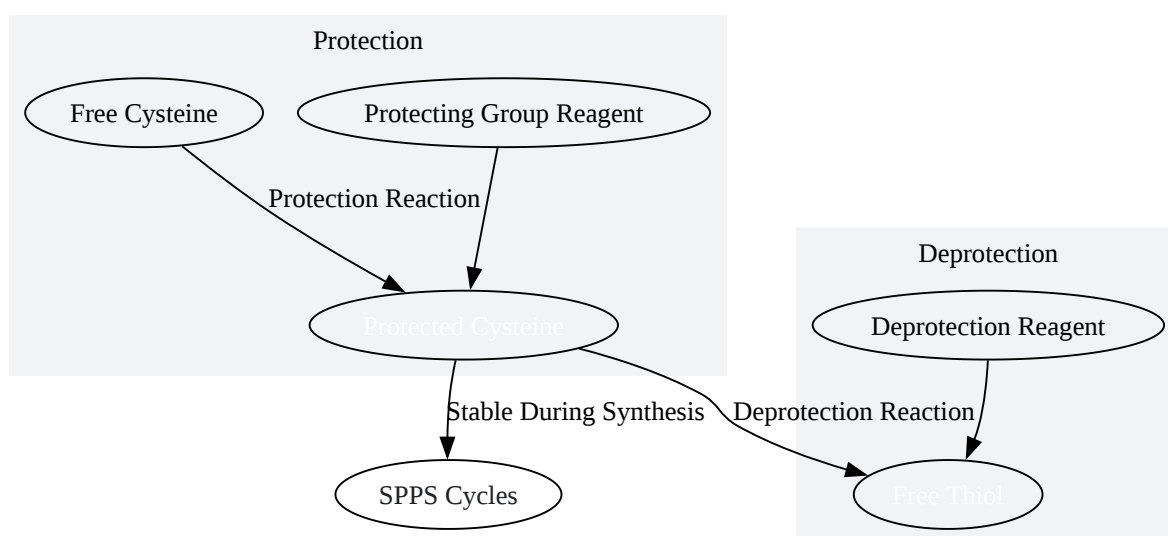 Protection
Free Cysteine
Protecting Group Reagent
Protection Reaction
Deprotection
Protected Cysteine
Deprotection Reagent
Stable During Synthesis
Deprotection Reaction
SPPS Cycles
Free Thiol